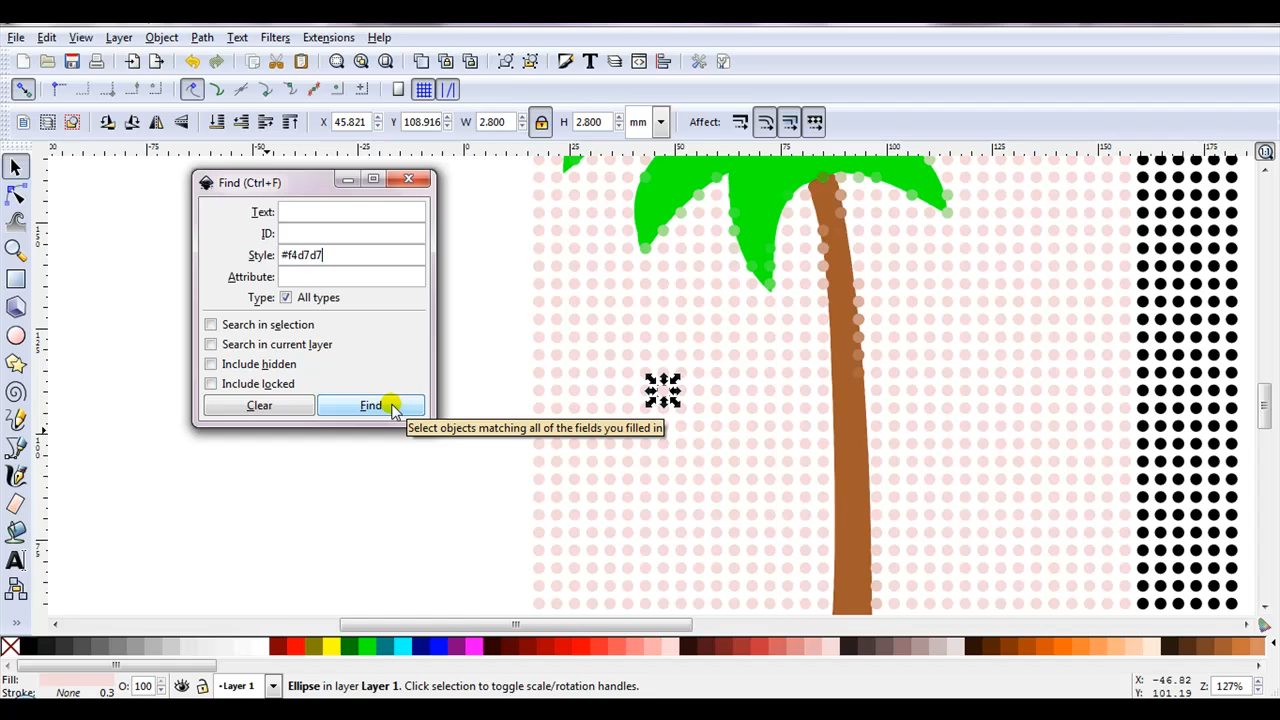 File Edit View Layer Object Path Text Filters Extensions Help
X 45.821 Y 108.916 W 2.800 H 2.800 mm Affect:
Find (Ctrl+F)
Text:
ID:
Style: #f4d7d7
Attribute:
Type: All types
Search in selection
Search in current layer
Include hidden
Include locked
Clear Find
Select objects matching all of the fields you filled in
Fill:
Stroke: None 0.3 O: 100 Layer 1 Ellipse in layer Layer 1. Click selection to toggle scale/rotation handles.
X: -46.82
Y: 101.19 Z: 127%